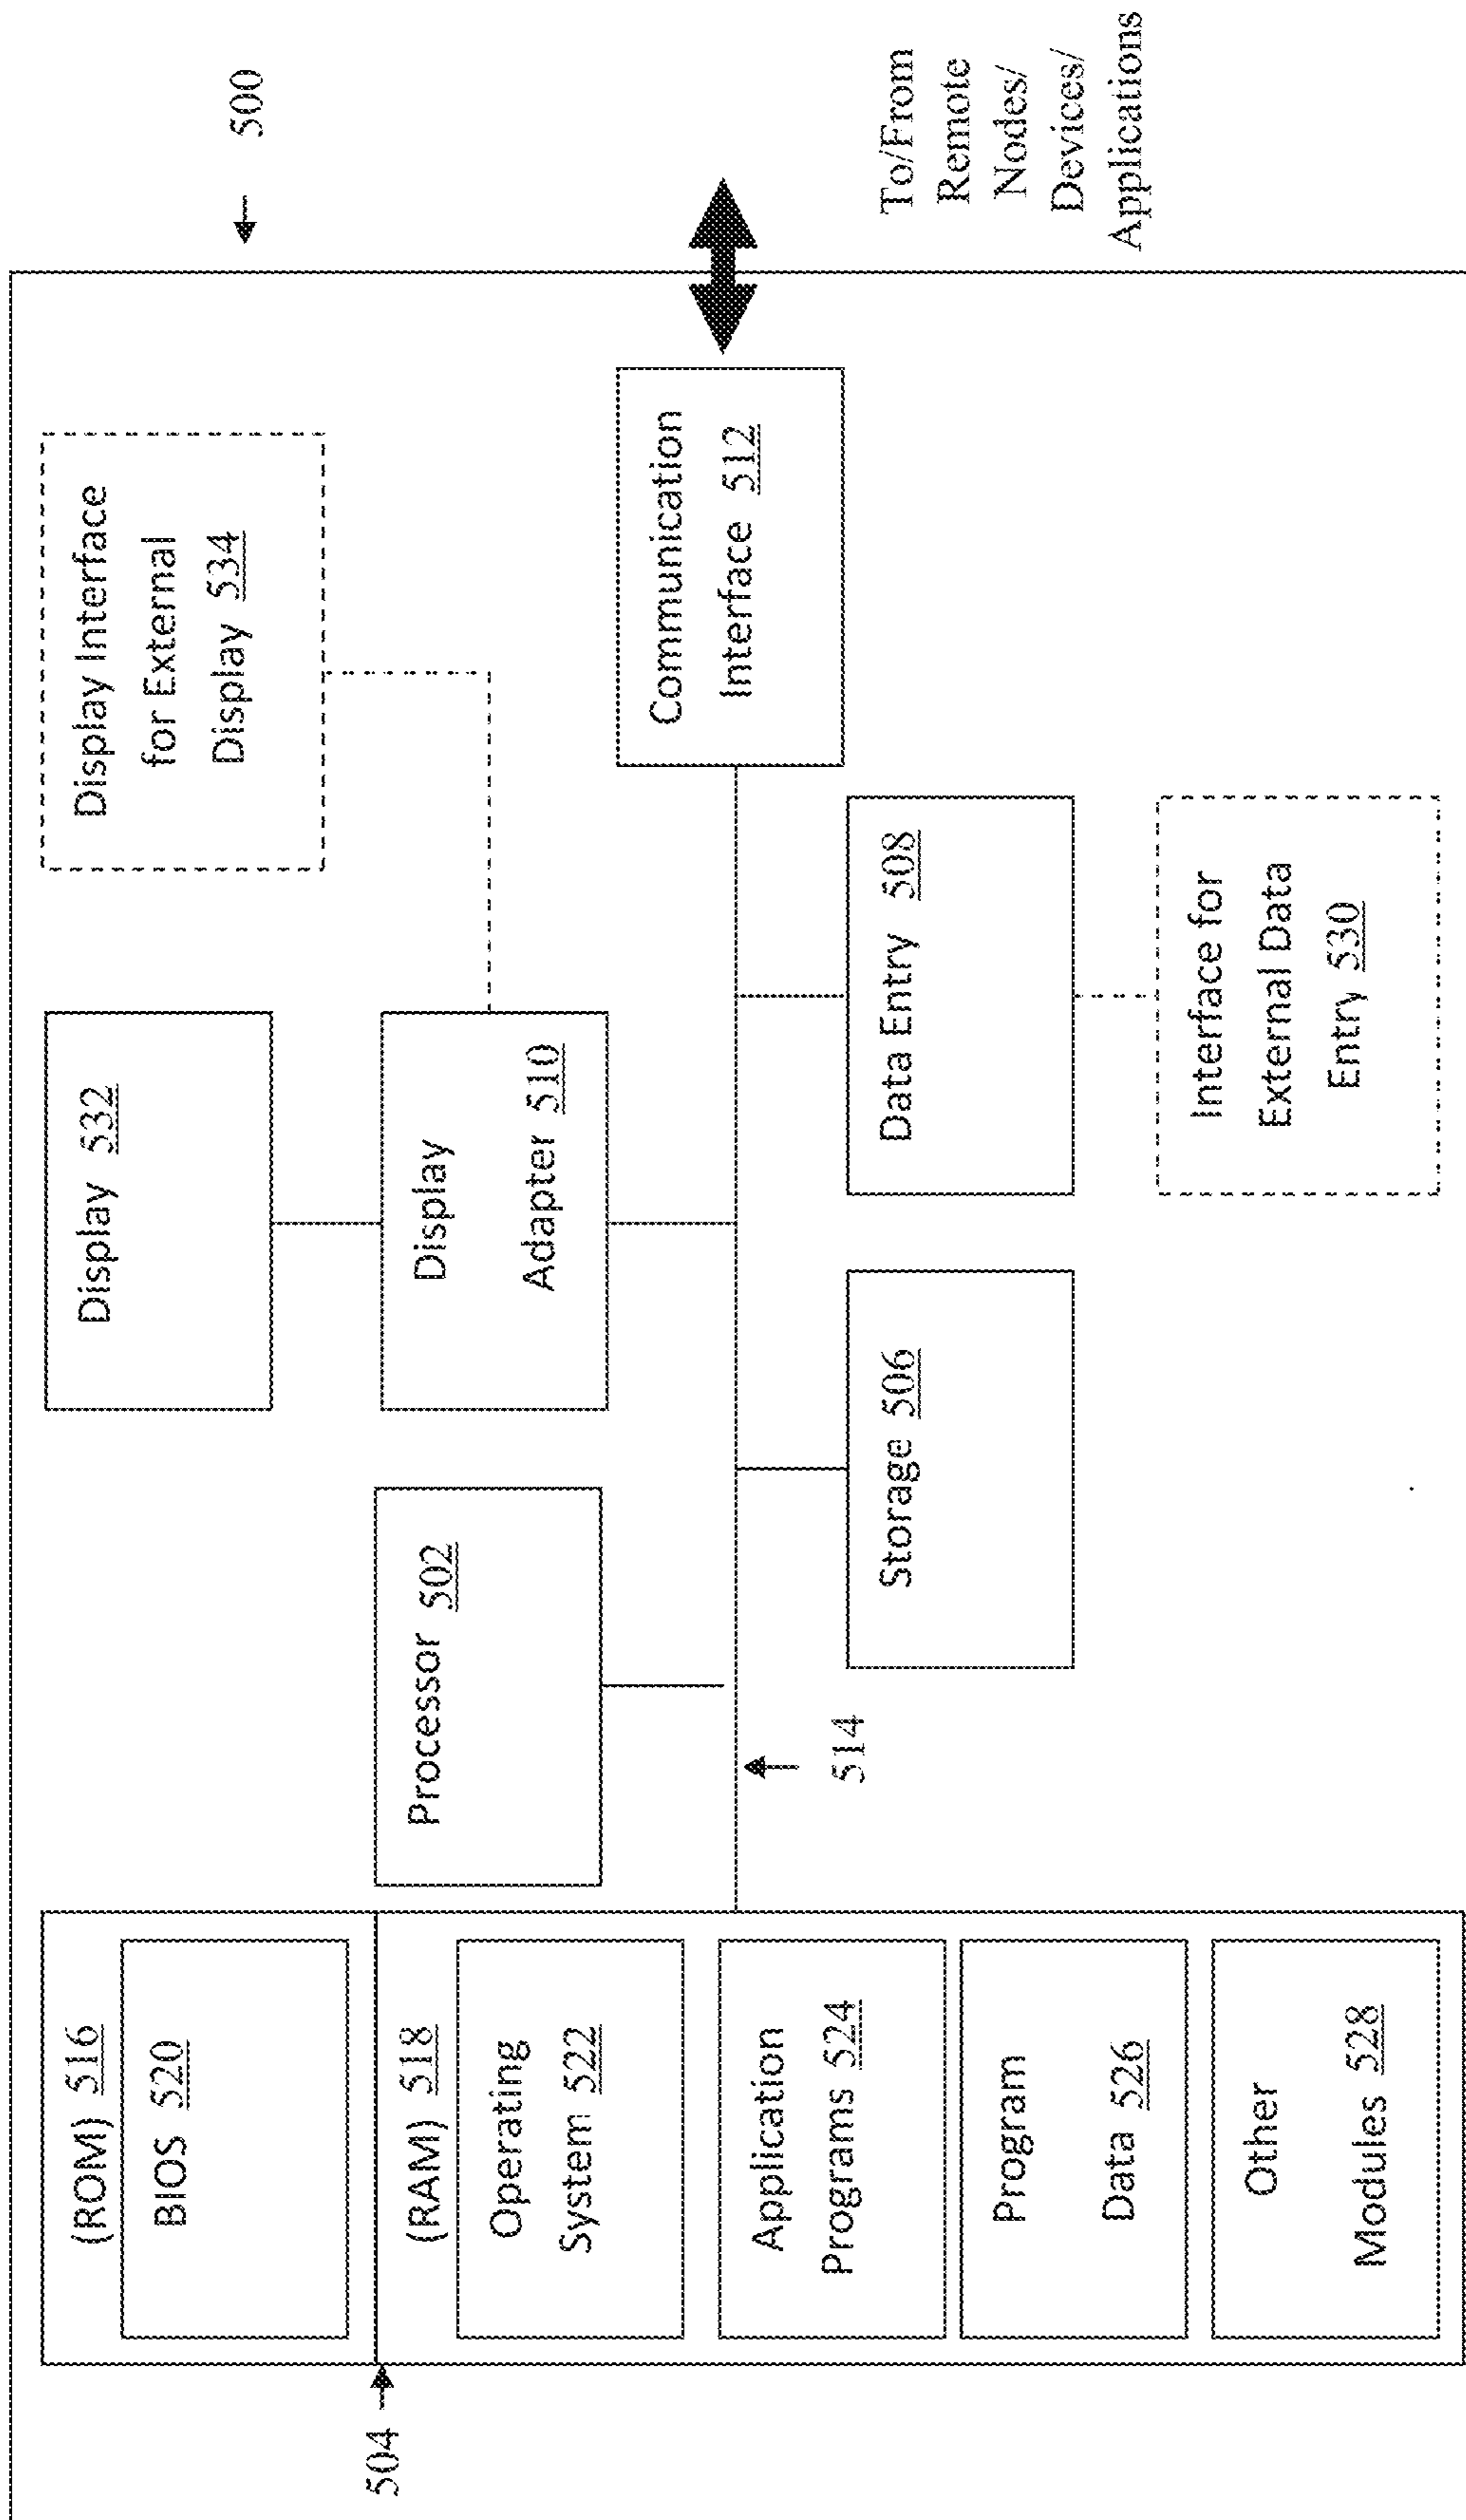 500
(ROM) 516
BIOS 520
504
(RAM) 518
Operating
System 522
Application
Programs 524
Program
Data 526
Other
Modules 528
Processor 502
514
Display 532
Display
Adapter 510
Storage 506
Display Interface
for External
Display 534
Data Entry 508
Interface for
External Data
Entry 530
Communication
Interface 512
To/From
Remote
Nodes/
Devices/
Applications